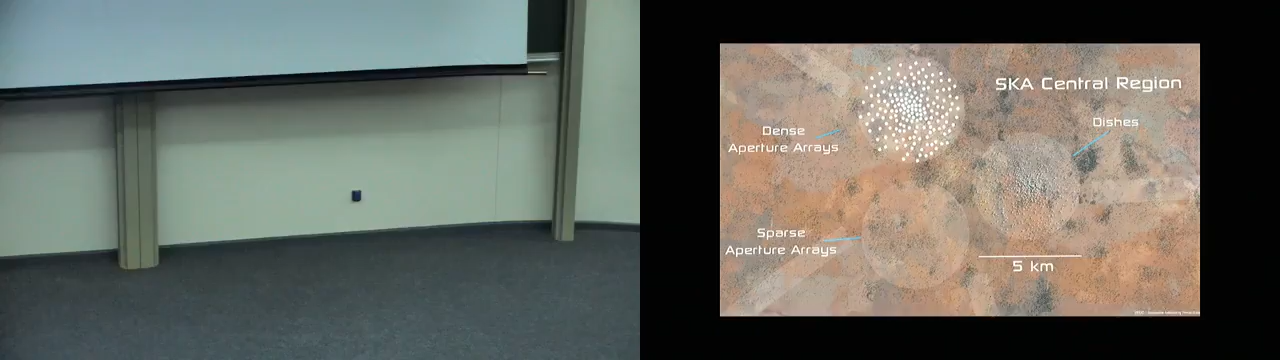 SKA Central Region
Dishes
Dense
Aperture Arrays
Sparse
Aperture Arrays
5 km